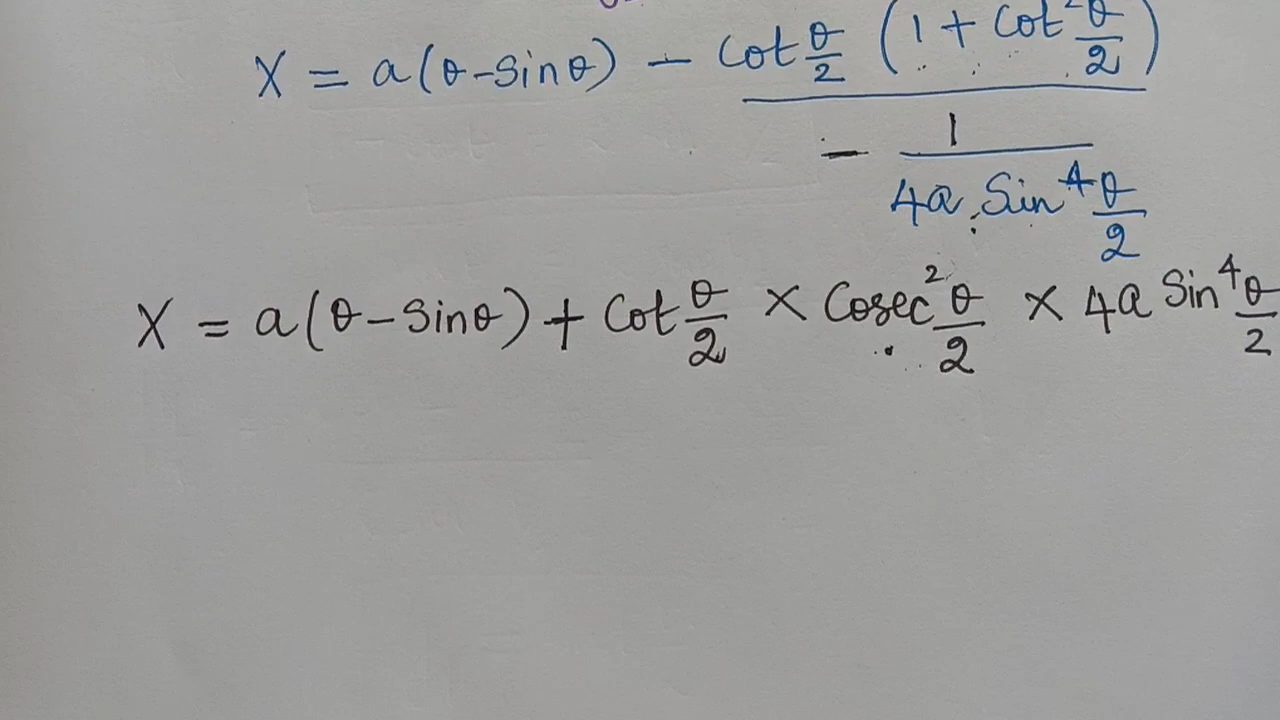 X = a(θ-Sinθ) - Cot θ/2 (1 + Cot² θ/2)
- 1
4a Sin⁴ θ/2
X = a(θ-Sinθ) + Cot θ/2 × Cosec² θ/2 × 4a Sin⁴ θ/2